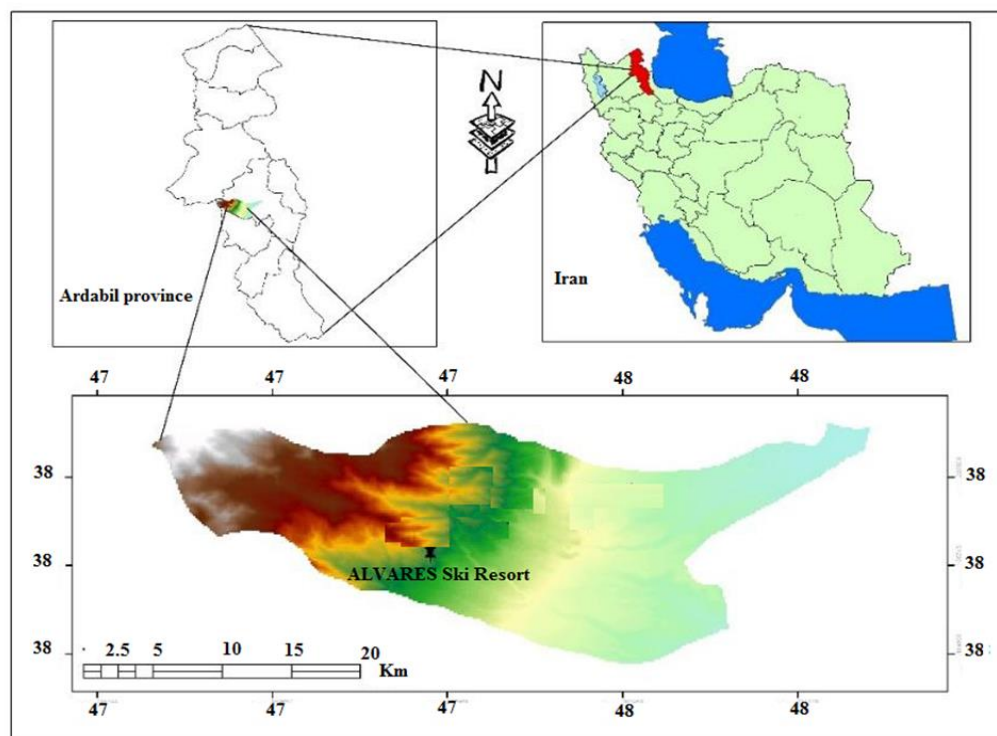 N
Ardabil province
Iran
47 47 47 48 48
38 38
38 38
ALVARES Ski Resort
38 38
2.5 5 10 15 20
Km
47 47 47 48 48